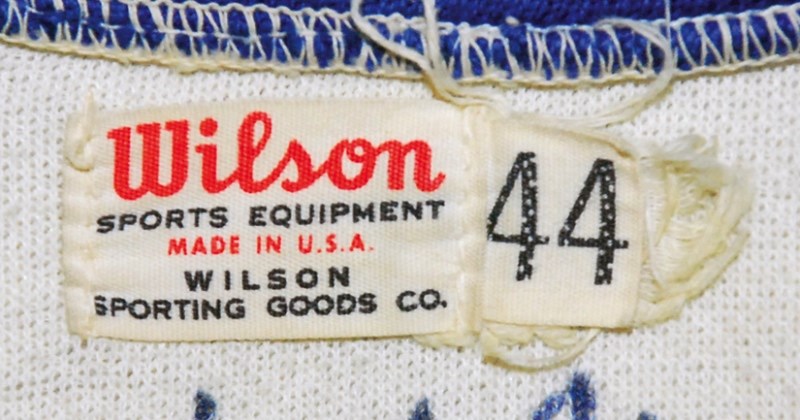 Wilson
SPORTS EQUIPMENT
MADE IN U.S.A.
WILSON
SPORTING GOODS CO.
44